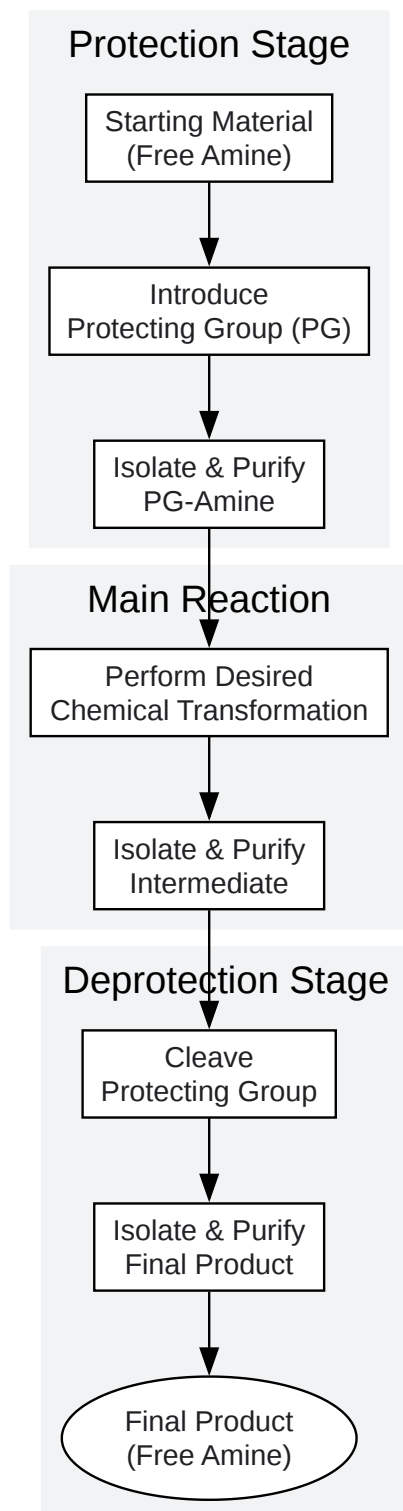 Protection Stage
Starting Material
(Free Amine)
Introduce
Protecting Group (PG)
Isolate & Purify
PG-Amine
Main Reaction
Perform Desired
Chemical Transformation
Isolate & Purify
Intermediate
Deprotection Stage
Cleave
Protecting Group
Isolate & Purify
Final Product
Final Product
(Free Amine)